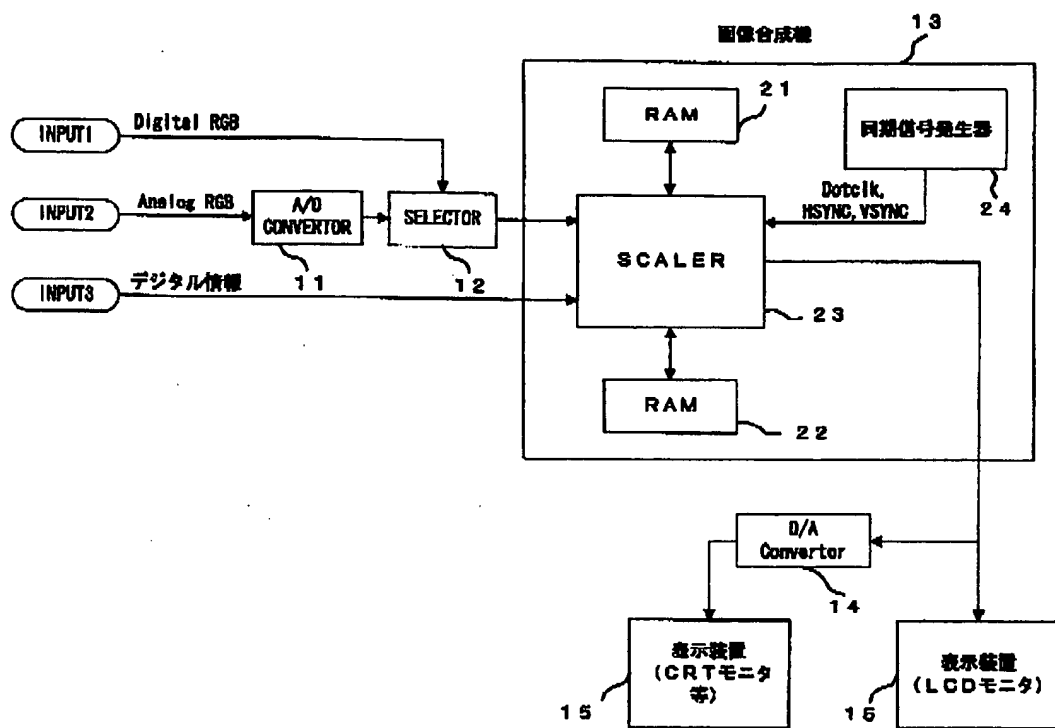 画像合成機
13
RAM
21
同期信号発生器
24
INPUT1
Digital RGB
INPUT2
Analog RGB
A/D
CONVERTOR
11
SELECTOR
12
Dotclk,
HSYNC, VSYNC
SCALER
23
INPUT3
デジタル情報
RAM
22
D/A
Convertor
14
表示装置
(CRTモニタ
等)
15
表示装置
(LCDモニタ)
15